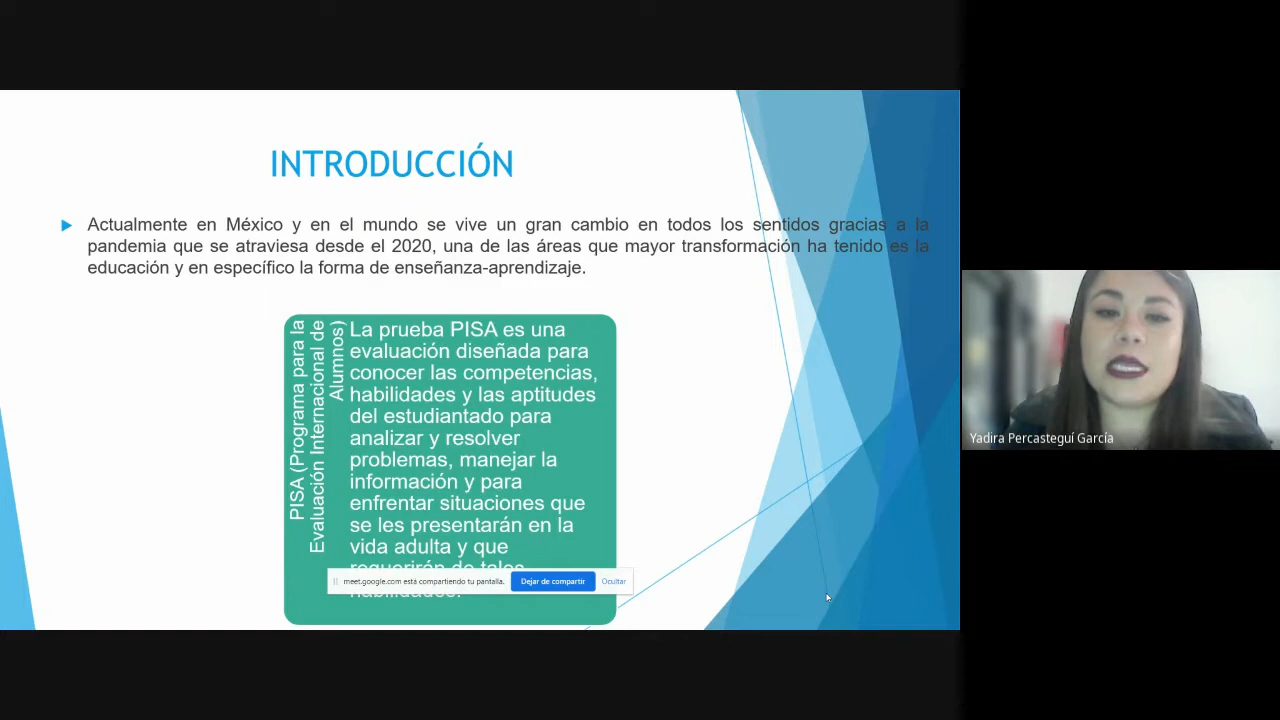 INTRODUCCIÓN
Actualmente en México y en el mundo se vive un gran cambio en todos los sentidos gracias a la
pandemia que se atraviesa desde el 2020, una de las áreas que mayor transformación ha tenido es la
educación y en específico la forma de enseñanza-aprendizaje.
PISA (Programa para la
Evaluación Internacional de
Alumnos)
La prueba PISA es una
evaluación diseñada para
conocer las competencias,
habilidades y las aptitudes
del estudiantado para
analizar y resolver
problemas, manejar la
información y para
enfrentar situaciones que
se les presentarán en la
vida adulta y que
requerirán de tales
habilidades.
meet.google.com está compartiendo tu pantalla.
Dejar de compartir
Ocultar
Yadira Percasteguí García